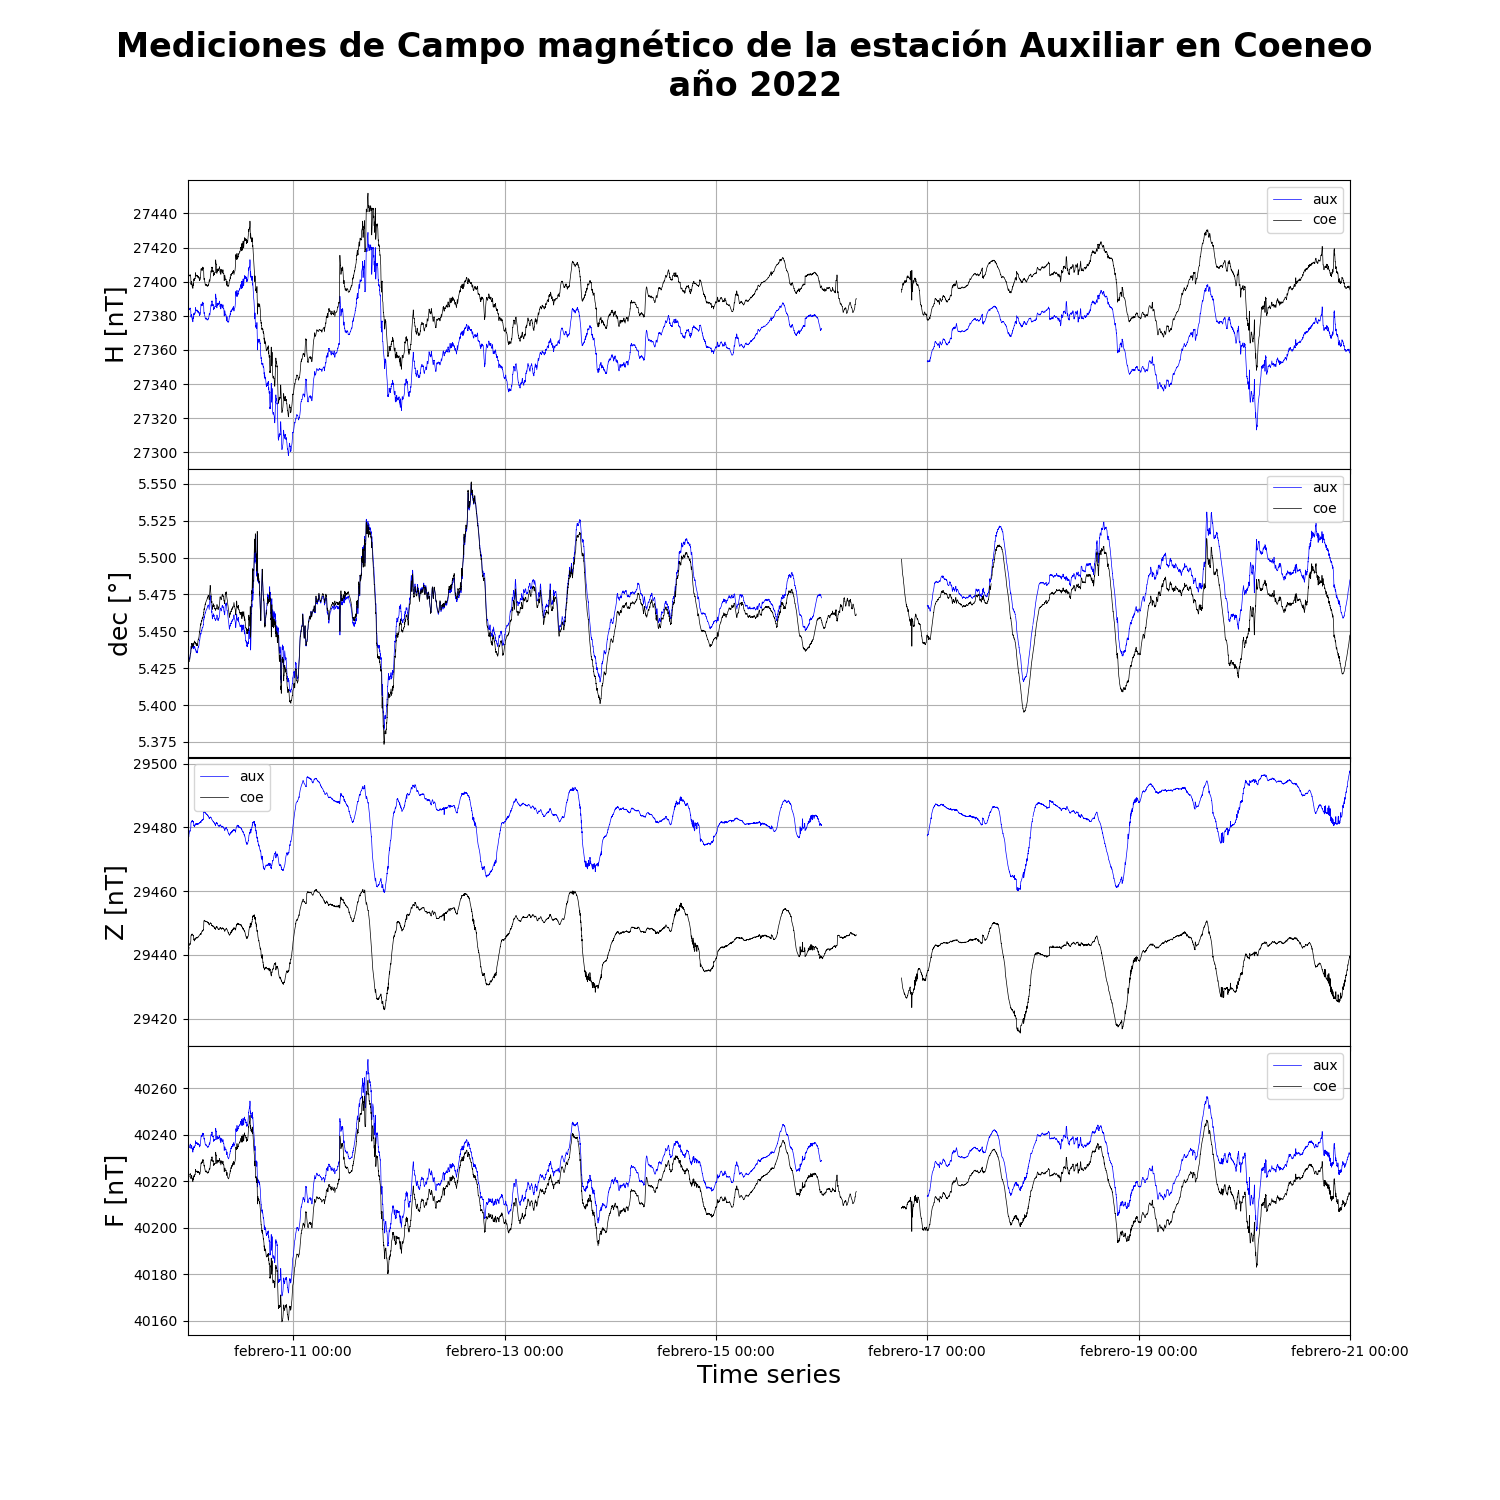 Mediciones de Campo magnético de la estación Auxiliar en Coeneo
año 2022
H [nT]
27440
27420
27400
27380
27360
27340
27320
27300
aux
coe
dec [°]
5.550
5.525
5.500
5.475
5.450
5.425
5.400
5.375
aux
coe
Z [nT]
29500
29480
29460
29440
29420
aux
coe
F [nT]
40260
40240
40220
40200
40180
40160
aux
coe
febrero-11 00:00 febrero-13 00:00 febrero-15 00:00 febrero-17 00:00 febrero-19 00:00 febrero-21 00:00
Time series